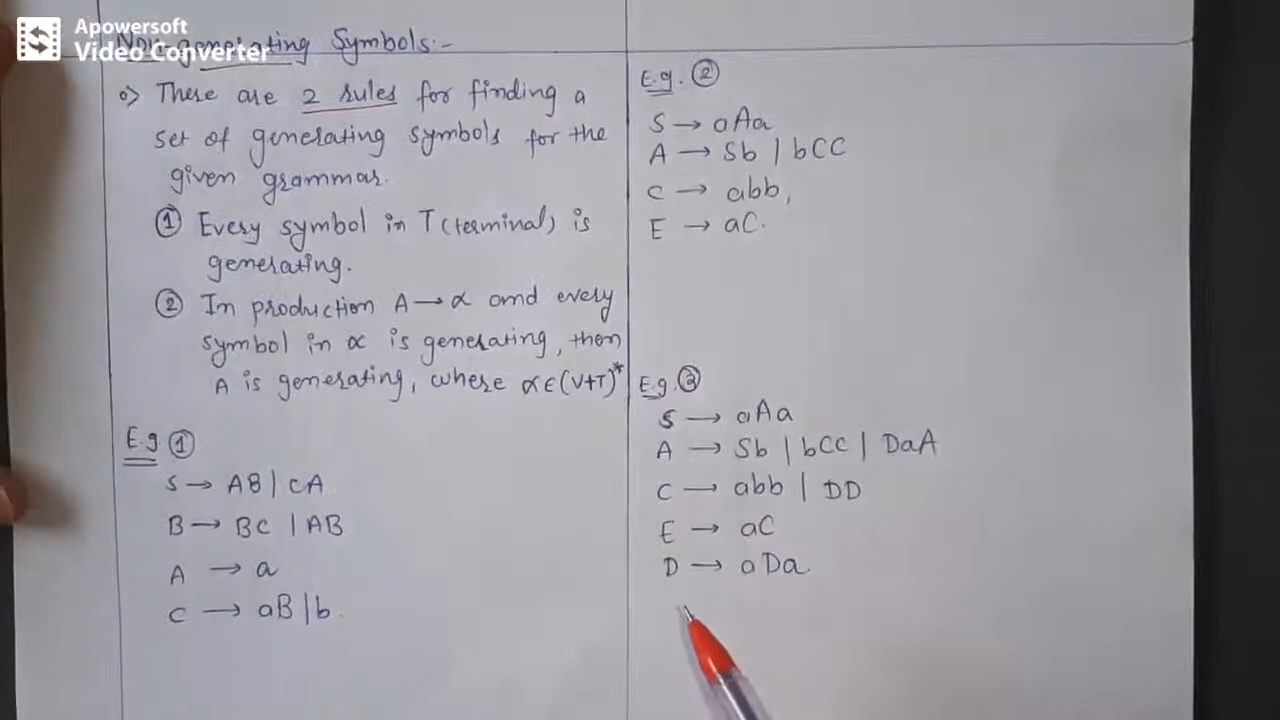 Apowersoft
Video Converter
Non-generating Symbols:-
o> There are 2 rules for finding a
set of generating symbols for the
given grammar.
① Every symbol in T (terminal) is
generating.
② In production A → α and every
symbol in α is generating, then
A is generating, where α ∈ (V+T)*
E.g ①
S → AB | CA
B → BC | AB
A → a
C → aB | b.
E.g. ②
S → aAa
A → Sb | bCC
C → abb,
E → aC.
E.g. ③
S → aAa
A → Sb | bCC | DaA
C → abb | DD
E → aC
D → aDa.